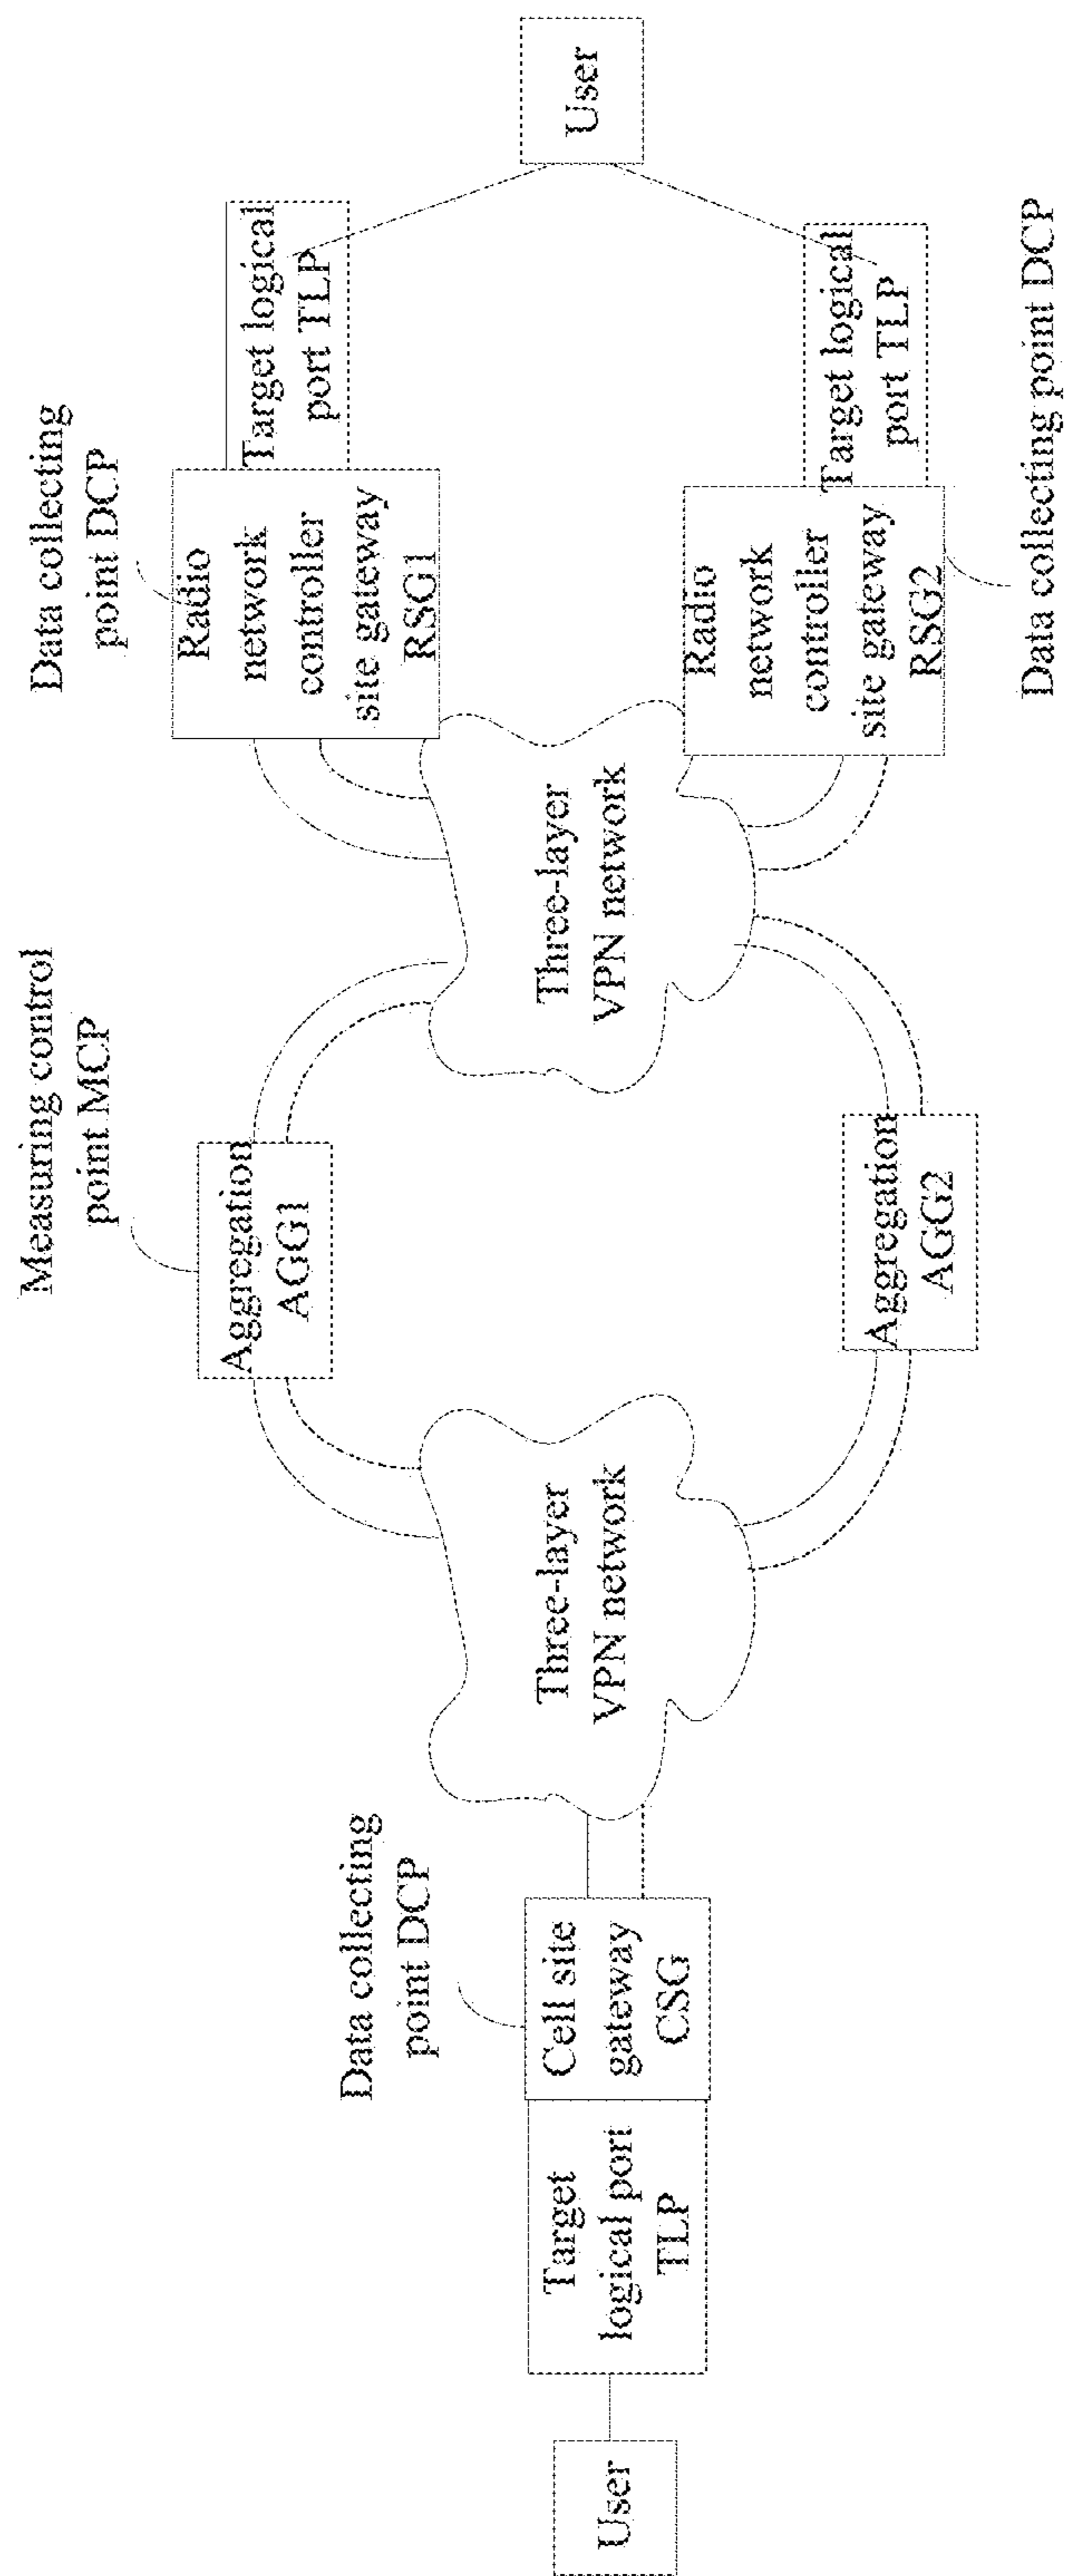 User
Target
logical port
TLP
Data collecting
point DCP
Cell site
gateway
CSG
Three-layer
VPN network
Measuring control
point MCP
Aggregation
AGG1
Aggregation
AGG2
Three-layer
VPN network
Data collecting
point DCP
Radio
network
controller
site gateway
RSG1
Target logical
port TLP
Radio
network
controller
site gateway
RSG2
Target logical
port TLP
Data collecting point DCP
User